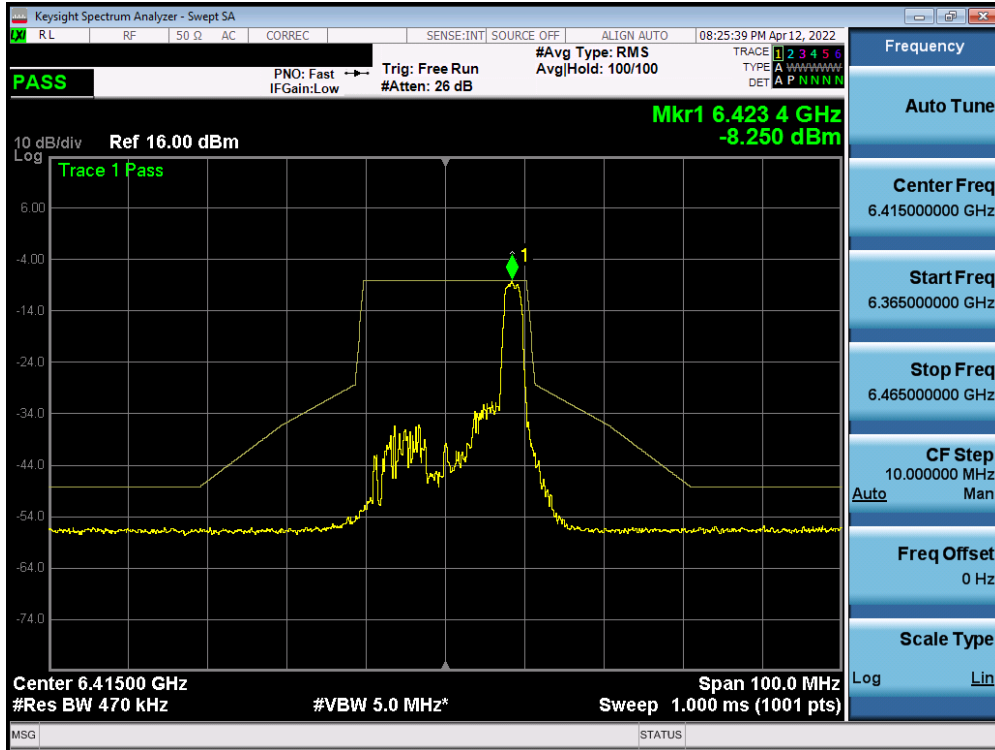 Keysight Spectrum Analyzer - Swept SA
LXI RL RF 50 Ω AC CORREC SENSE:INT SOURCE OFF ALIGN AUTO 08:25:39 PM Apr 12, 2022
PASS
PNO: Fast
IFGain:Low
Trig: Free Run
#Atten: 26 dB
#Avg Type: RMS
Avg|Hold: 100/100
TRACE 1 2 3 4 5 6
TYPE A WWWWW
DET A P N N N N
Mkr1 6.423 4 GHz
-8.250 dBm
10 dB/div Ref 16.00 dBm
Log
Trace 1 Pass
1
6.00
-4.00
-14.0
-24.0
-34.0
-44.0
-54.0
-64.0
-74.0
Center 6.41500 GHz Span 100.0 MHz
#Res BW 470 kHz #VBW 5.0 MHz* Sweep 1.000 ms (1001 pts)
MSG STATUS
Frequency
Auto Tune
Center Freq
6.415000000 GHz
Start Freq
6.365000000 GHz
Stop Freq
6.465000000 GHz
CF Step
10.000000 MHz
Auto Man
Freq Offset
0 Hz
Scale Type
Log Lin